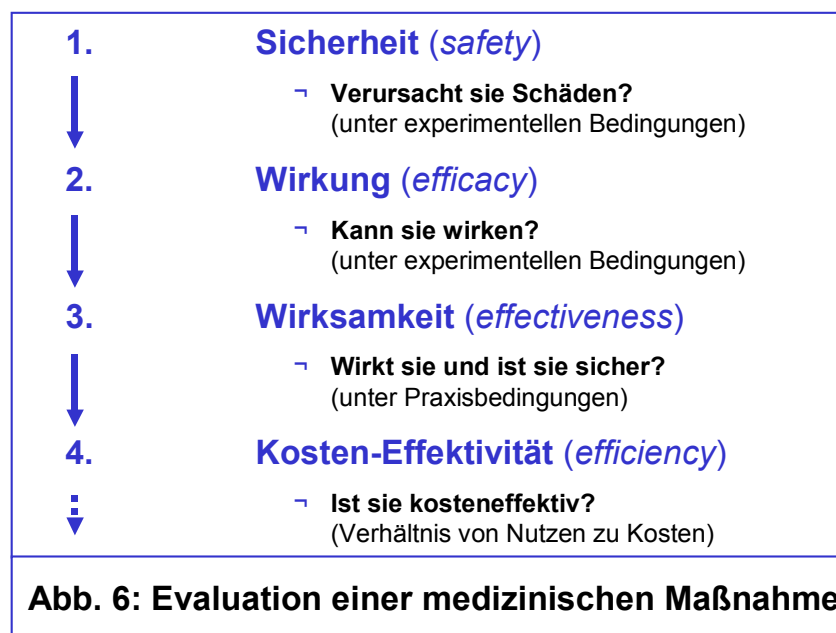 1. Sicherheit (safety)
¬ Verursacht sie Schäden?
(unter experimentellen Bedingungen)
2. Wirkung (efficacy)
¬ Kann sie wirken?
(unter experimentellen Bedingungen)
3. Wirksamkeit (effectiveness)
¬ Wirkt sie und ist sie sicher?
(unter Praxisbedingungen)
4. Kosten-Effektivität (efficiency)
¬ Ist sie kosteneffektiv?
(Verhältnis von Nutzen zu Kosten)
Abb. 6: Evaluation einer medizinischen Maßnahme